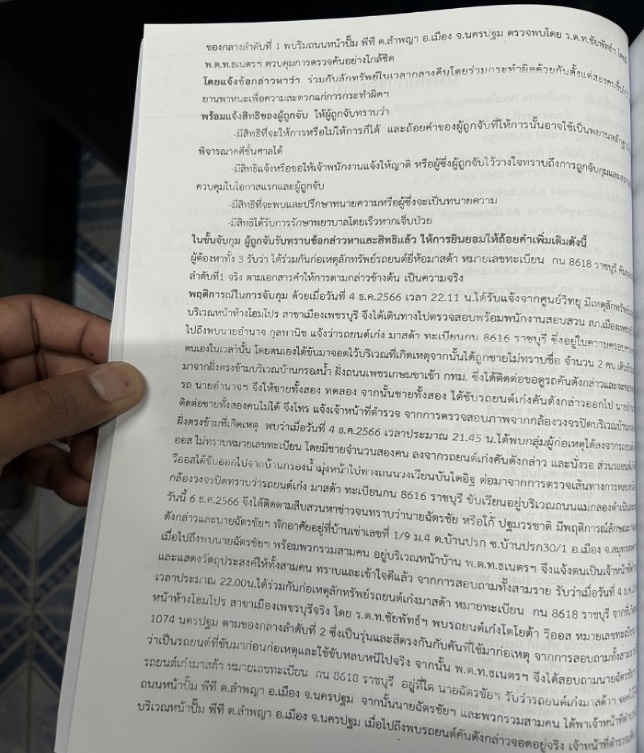 ของกลางลำดับที่ 1 พบริมถนนหน้าปั๊ม พีที ต.ลำพญา อ.เมือง จ.นครปฐม ตรวจพบโดย ร.ต.ท.ชัยพัทธ์ฯ โดยมี
พ.ต.ท.ธเนตรฯ ควบคุมการตรวจค้นอย่างใกล้ชิด
โดยแจ้งข้อกล่าวหาว่า ร่วมกันลักทรัพย์ในเวลากลางคืนโดยร่วมกระทำผิดด้วยกันตั้งแต่สองคนขึ้นไป
ยานพาหนะเพื่อความสะดวกแก่การกระทำผิดฯ
พร้อมแจ้งสิทธิของผู้ถูกจับ ให้ผู้ถูกจับทราบว่า
-มีสิทธิที่จะให้การหรือไม่ให้การก็ได้ และถ้อยคำของผู้ถูกจับที่ให้การนั้นอาจใช้เป็นพยานหลักฐาน
พิจารณาคดีชั้นศาลได้
-มีสิทธิแจ้งหรือขอให้เจ้าพนักงานแจ้งให้ญาติ หรือผู้ซึ่งผู้ถูกจับไว้วางใจทราบถึงการถูกจับกุมและสถานที่
ควบคุมในโอกาสแรกและผู้ถูกจับ
-มีสิทธิที่จะพบและปรึกษาทนายความหรือผู้ซึ่งจะเป็นทนายความ
-มีสิทธิได้รับการรักษาพยาบาลโดยเร็วหากเจ็บป่วย
ในชั้นจับกุม ผู้ถูกจับรับทราบข้อกล่าวหาและสิทธิแล้ว ให้การยินยอมให้ถ้อยคำเพิ่มเติมดังนี้
ผู้ต้องหาทั้ง 3 รับว่า ได้ร่วมกันก่อเหตุลักทรัพย์รถยนต์ยี่ห้อมาสด้า หมายเลขทะเบียน กน 8618 ราชบุรี
ลำดับที่1 จริง ตามเอกสารคำให้การตามกล่าวข้างต้น เป็นความจริง
พฤติการณ์ในการจับกุม ด้วยเมื่อวันที่ 4 ธ.ค.2566 เวลา 22.11 น.ได้รับแจ้งจากศูนย์วิทยุ มีเหตุลักทรัพย์
บริเวณหน้าห้างโฮมโปร สาขาเมืองเพชรบุรี จึงได้เดินทางไปตรวจสอบพร้อมพนักงานสอบสวน สภ.เมืองเพชรบุรี
ไปถึงพบนายอำนาจ กุลพานิช แจ้งว่ารถยนต์เก๋ง มาสด้า ทะเบียนกน 8616 ราชบุรี ซึ่งอยู่ในความครอบครอง
ตนเองในเวลานั้น โดยตนเองได้ขับมาจอดไว้บริเวณที่เกิดเหตุจากนั้นได้ถูกชายไม่ทราบชื่อ จำนวน 2 คน เดินข้าม
มาจากฝั่งตรงข้ามบริเวณบ้านกรองน้ำ ฝั่งถนนเพชรเกษมขาเข้า กทม. ซึ่งได้ติดต่อขอดูรถคันดังกล่าวและขอ
รถ นายอำนาจฯ จึงให้ชายทั้งสอง ทดลอง จากนั้นชายทั้งสอง ได้ขับรถยนต์เก๋งคันดังกล่าวออกไป
ติดต่อชายทั้งสองคนไม่ได้ จึงโทร แจ้งเจ้าหน้าที่ตำรวจ จากการตรวจสอบภาพจากกล้องวงจรปิดบริเวณบ้าน
ฝั่งตรงข้ามที่เกิดเหตุ พบว่าเมื่อวันที่ 4 ธ.ค.2566 เวลาประมาณ 21.45 น.ได้พบกลุ่มผู้ก่อเหตุได้ลงจากรถยนต์
ออส ไม่ทราบหมายเลขทะเบียน โดยมีชายจำนวนสองคน ลงจากรถยนต์เก๋งคันดังกล่าว และนั่งรอ ส่วนรถยนต์
วีออสได้ขับออกไปจากบ้านกรองน้ำมุ่งหน้าไปทางถนนวงเวียนบันไดอิฐ ต่อมาจากการตรวจเส้นทางการหลบหนี
กล้องวงจรปิดทราบว่ารถยนต์เก๋ง มาสด้า ทะเบียนกน 8616 ราชบุรี ขับเวียนอยู่บริเวณถนนแม่กลองดำเนิน
วันนี้ 6 ธ.ค.2566 จึงได้ติดตามสืบสวนหาข่าวจนทราบว่านายฉัตรชัย หรือโก้ ปฐมวรชาติ มีพฤติการณ์ลักษณะ
ดังกล่าวและนายฉัตรชัยฯ พักอาศัยอยู่ที่บ้านเช่าเลขที่ 1/9 ม.4 ต.บ้านปรก ซ.บ้านปรก30/1 อ.เมือง จ.สมุทรสงคราม
เมื่อไปถึงพบนายฉัตรชัยฯ พร้อมพวกรวมสามคน อยู่บริเวณหน้าบ้าน พ.ต.ท.ธเนตรฯ จึงแจ้งตนเป็นเจ้าหน้าที่ตำรวจ
และแสดงวัตถุประสงค์ให้ทั้งสามคน ทราบและเข้าใจดีแล้ว จากการสอบถามทั้งสามราย รับว่าเมื่อวันที่ 4 ธ.ค.
เวลาประมาณ 22.00น.ได้ร่วมกันก่อเหตุลักทรัพย์รถยนต์เก๋งมาสด้า หมายทะเบียน กน 8618 ราชบุรี
หน้าห้างโฮมโปร สาขาเมืองเพชรบุรีจริง โดย ร.ต.ท.ชัยพัทธ์ฯ พบรถยนต์เก๋งโตโยต้า วีออส หมายเลขทะเบียน
1074 นครปฐม ตามของกลางลำดับที่ 2 ซึ่งเป็นรุ่นและสีตรงกันกับคันที่ใช้มาก่อเหตุ จากการสอบถามทั้งสาม
ว่าเป็นรถยนต์ที่ขับมาก่อนก่อเหตุและใช้ขับหลบหนีไปจริง จากนั้น พ.ต.ท.ธเนตรฯ จึงได้สอบถามนายฉัตรชัยฯ
รถยนต์เก๋งมาสด้า หมายเลขทะเบียน กน 8618 ราชบุรี อยู่ที่ใด นายฉัตรชัยฯ รับว่ารถยนต์เก๋งมาสด้าฯ
ถนนหน้าปั๊ม พีที ต.ลำพญา อ.เมือง จ.นครปฐม จากนั้นนายฉัตรชัยฯ และพวกรวมสามคน ได้พาเจ้าหน้าที่
บริเวณหน้าปั๊ม พีที ต.ลำพญา อ.เมือง จ.นครปฐม เมื่อไปถึงพบรถยนต์คันดังกล่าวจอดอยู่จริง เจ้าหน้าที่ตำรวจ